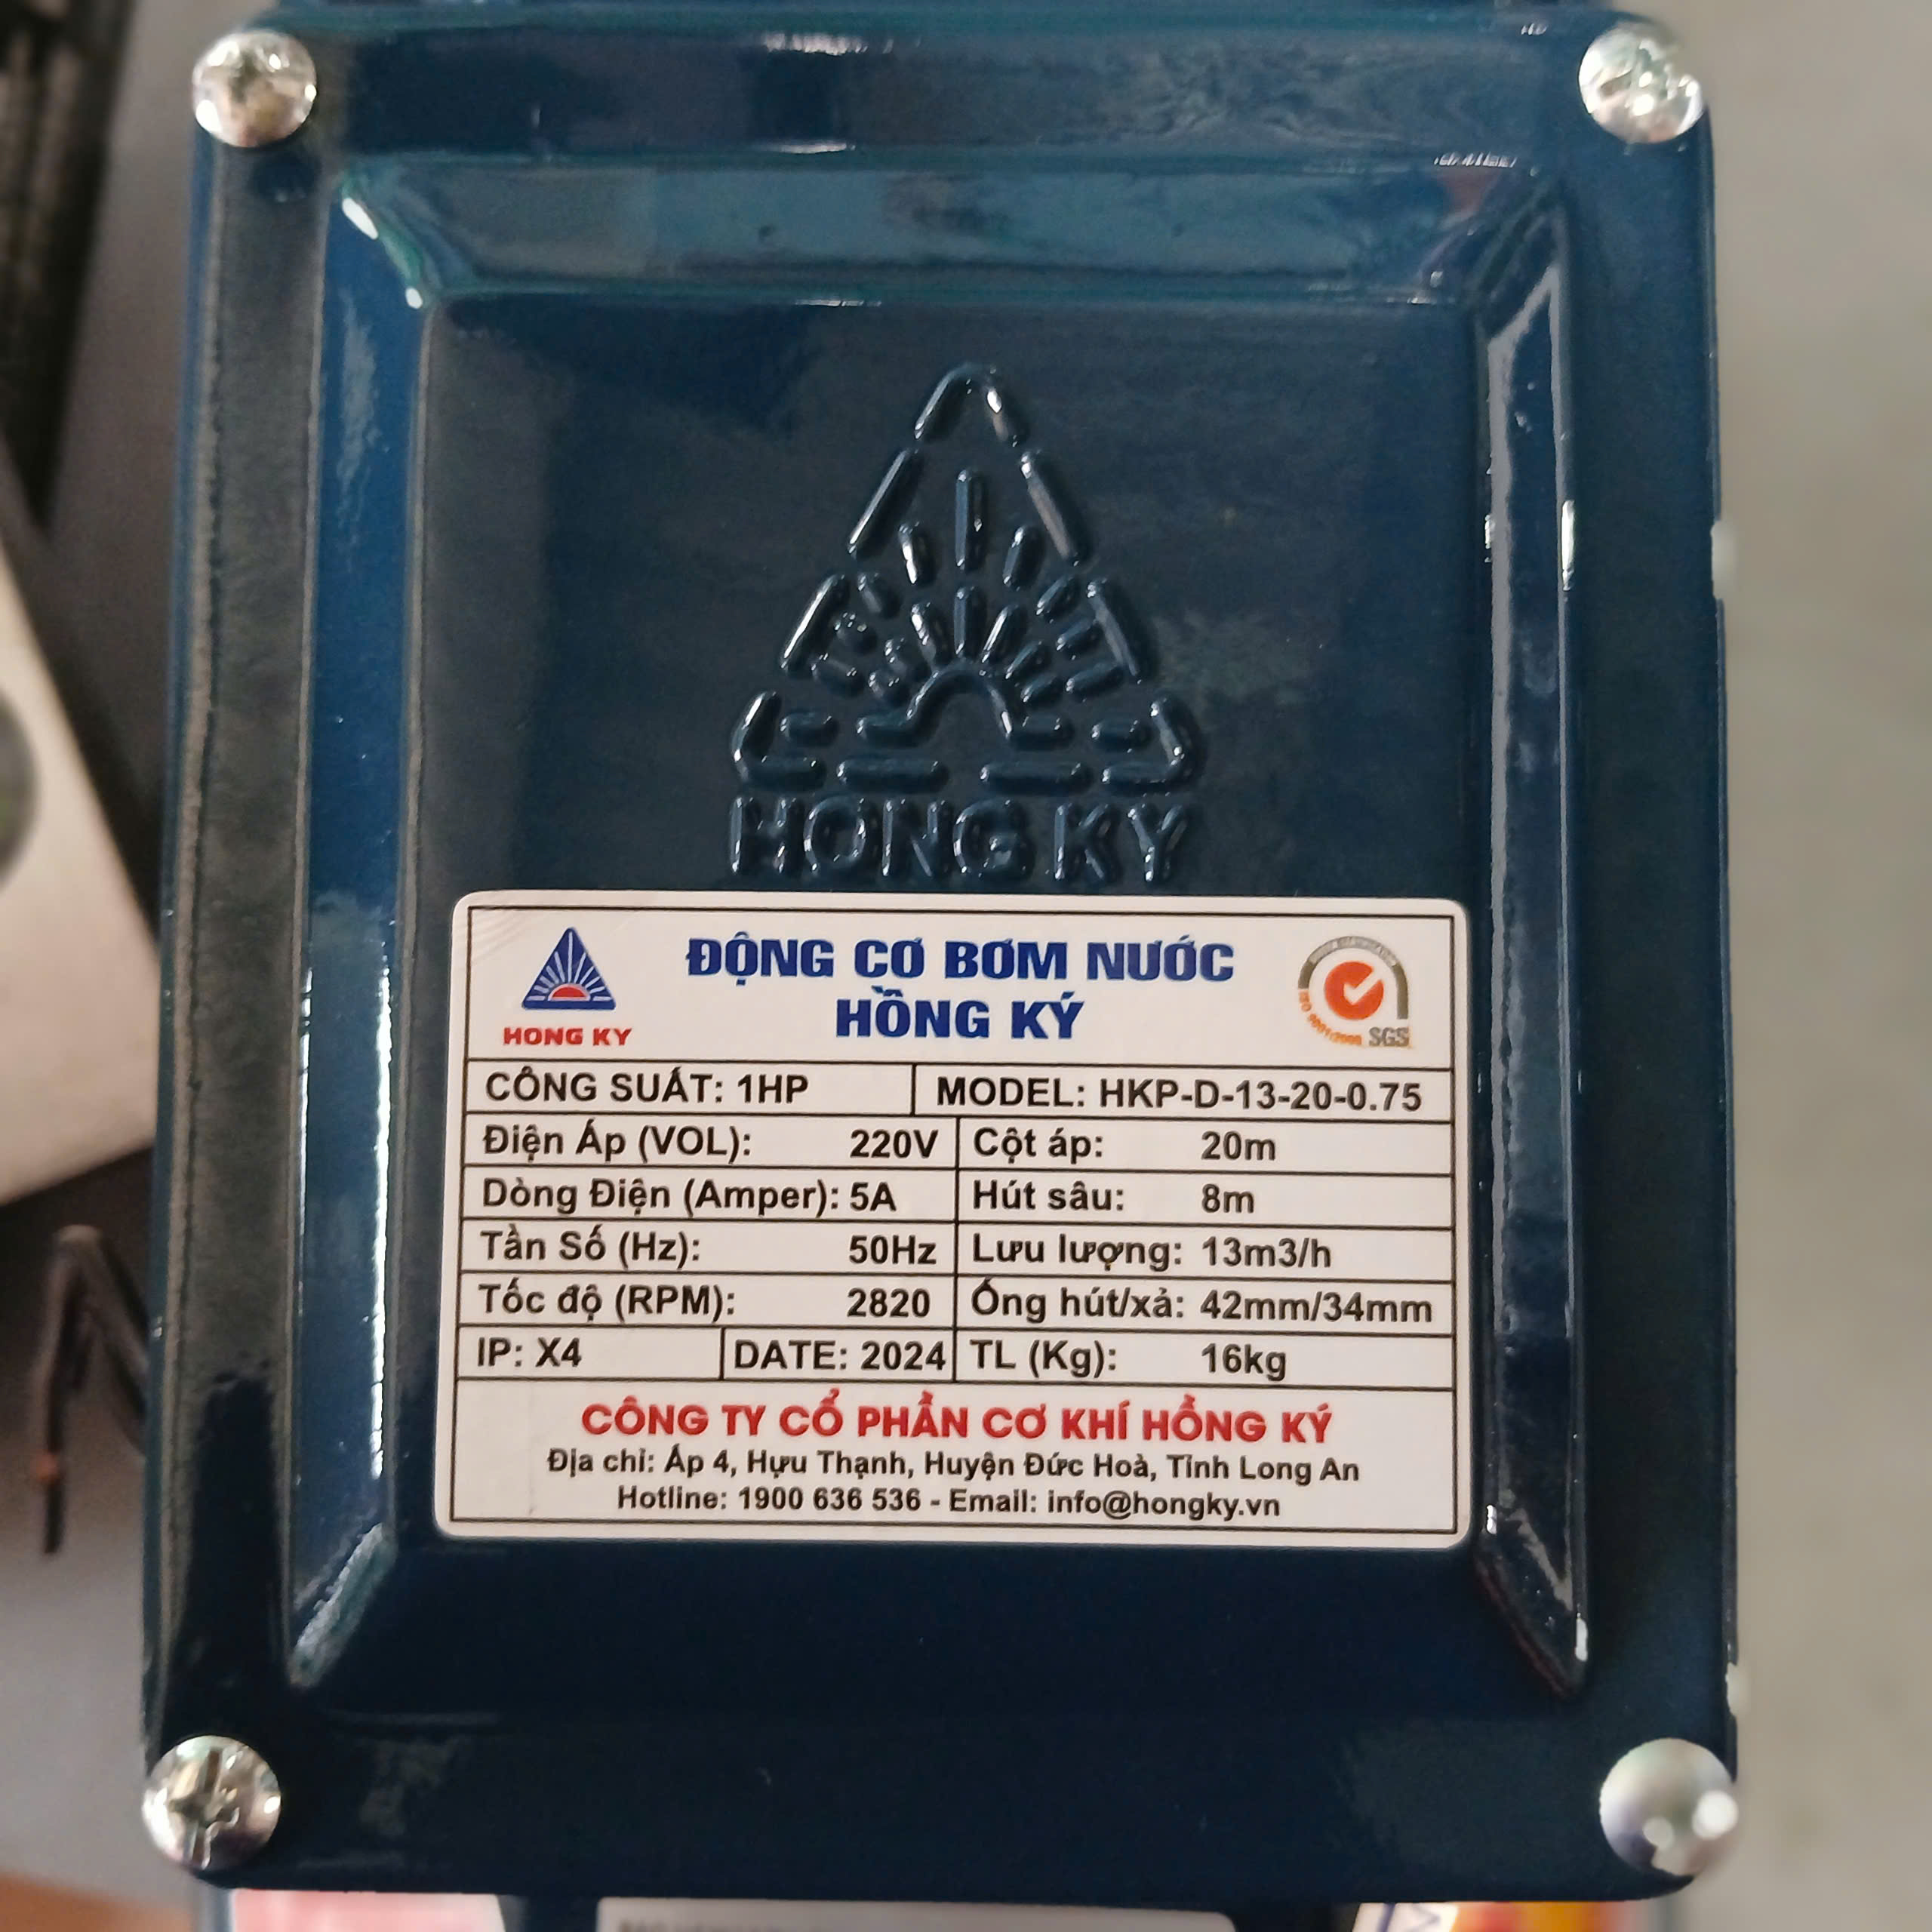 HONG KY
ĐỘNG CƠ BƠM NƯỚC
HỒNG KÝ
HONG KY
SGS
CÔNG SUẤT: 1HP
MODEL: HKP-D-13-20-0.75
Điện Áp (VOL): 220V
Cột áp: 20m
Dòng Điện (Amper): 5A
Hút sâu: 8m
Tần Số (Hz): 50Hz
Lưu lượng: 13m3/h
Tốc độ (RPM): 2820
Ống hút/xả: 42mm/34mm
IP: X4
DATE: 2024
TL (Kg): 16kg
CÔNG TY CỔ PHẦN CƠ KHÍ HỒNG KÝ
Địa chỉ: Ấp 4, Hựu Thạnh, Huyện Đức Hoà, Tỉnh Long An
Hotline: 1900 636 536 - Email: info@hongky.vn